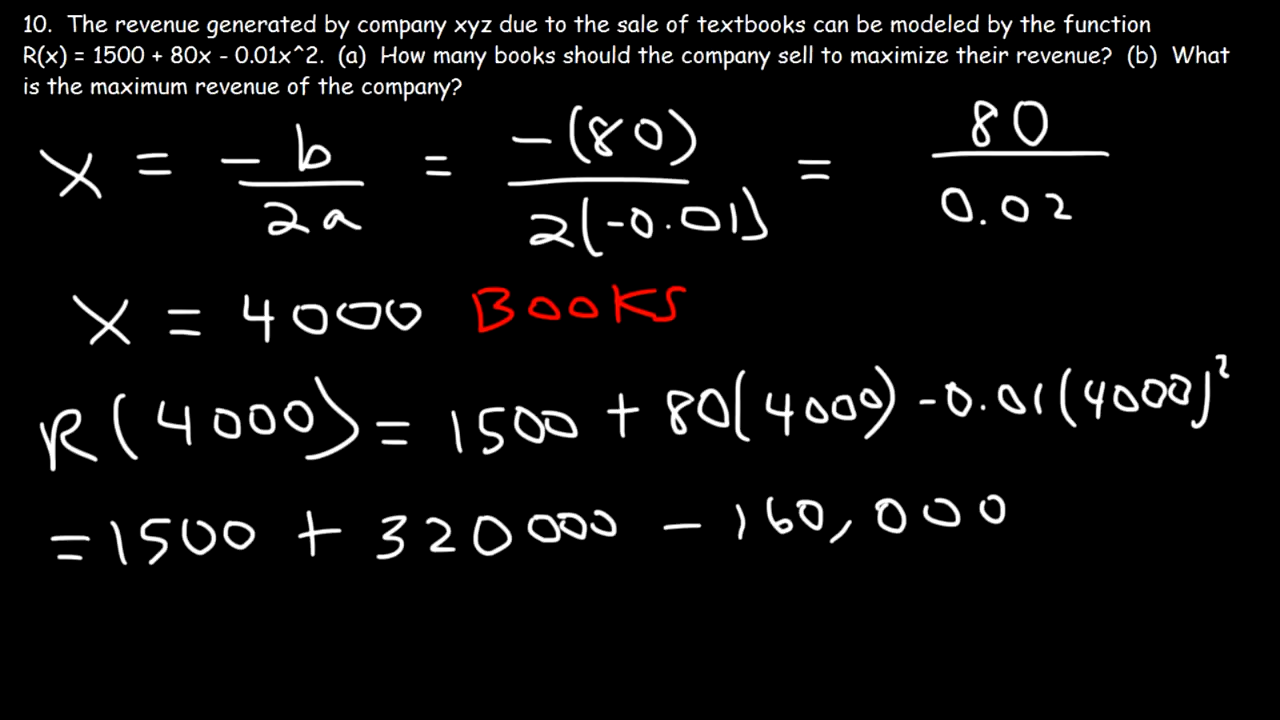 10. The revenue generated by company xyz due to the sale of textbooks can be modeled by the function
R(x) = 1500 + 80x - 0.01x^2. (a) How many books should the company sell to maximize their revenue? (b) What
is the maximum revenue of the company?
x = -b/2a = -(80)/2(-0.01) = 80/0.02
x = 4000 BOOKS
R(4000) = 1500 + 80(4000) - 0.01(4000)²
= 1500 + 320000 - 160,000